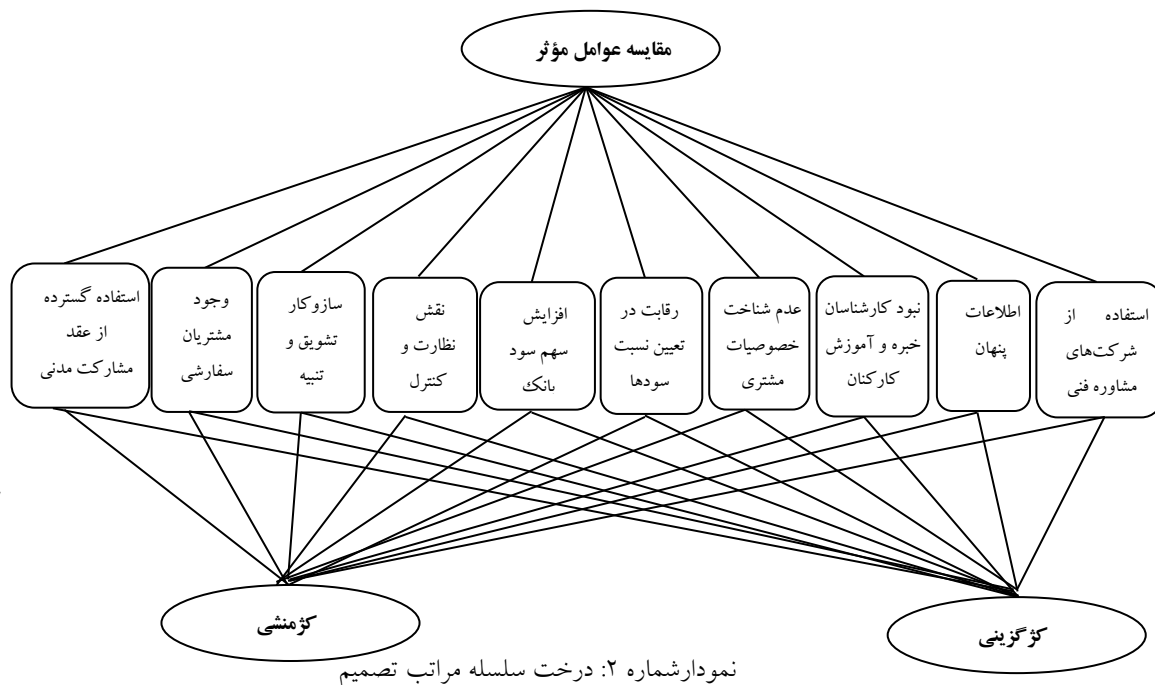 مقایسه عوامل مؤثر
استفاده از
شرکت‌های
مشاوره فنی
اطلاعات
پنهان
نبود کارشناسان
خبره و آموزش
کارکنان
عدم شناخت
خصوصیات
مشتری
رقابت در
تعیین نسبت
سودها
افزایش
سهم سود
بانک
نقش
نظارت و
کنترل
سازوکار
تشویق و
تنبیه
وجود
مشتریان
سفارشی
استفاده گسترده
از عقد
مشارکت مدنی
کژگزینی
کژمنشی
نمودارشماره ۲: درخت سلسله مراتب تصمیم